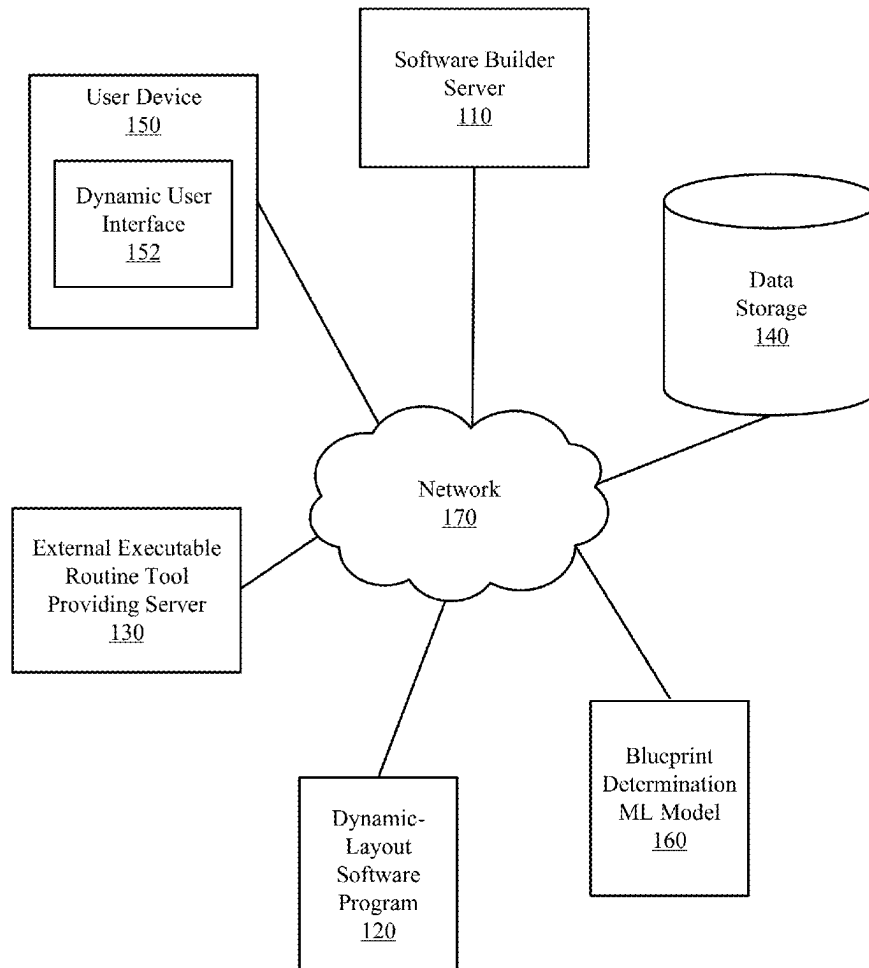 Software Builder
Server
110
User Device
150
Dynamic User
Interface
152
Data
Storage
140
Network
170
External Executable
Routine Tool
Providing Server
130
Blueprint
Determination
ML Model
160
Dynamic-
Layout
Software
Program
120